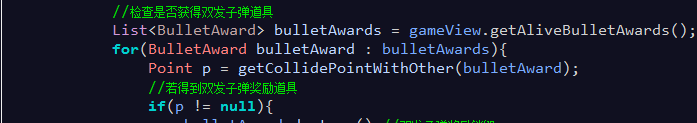 //检查是否获得双发子弹道具
List<BulletAward> bulletAwards = gameView.getAliveBulletAwards();
for(BulletAward bulletAward : bulletAwards){
Point p = getCollidePointWithOther(bulletAward);
//若得到双发子弹奖励道具
if(p != null){